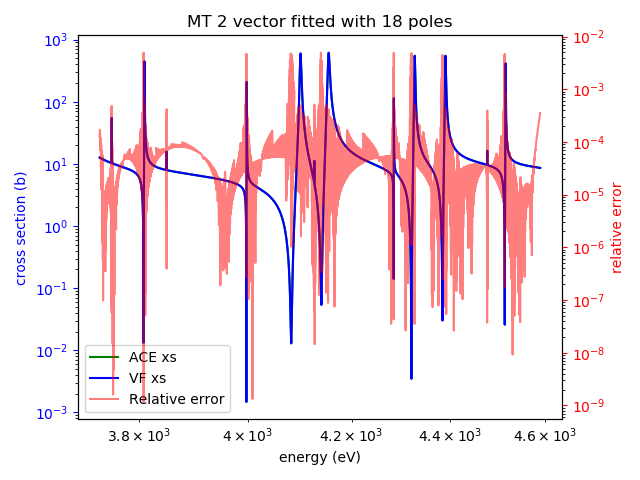 MT 2 vector fitted with 18 poles
10³
10²
10¹
10⁰
10⁻¹
10⁻²
10⁻³
cross section (b)
10⁻²
10⁻³
10⁻⁴
10⁻⁵
10⁻⁶
10⁻⁷
10⁻⁸
10⁻⁹
relative error
ACE xs
VF xs
Relative error
3.8 × 10³
4 × 10³
4.2 × 10³
4.4 × 10³
4.6 × 10³
energy (eV)